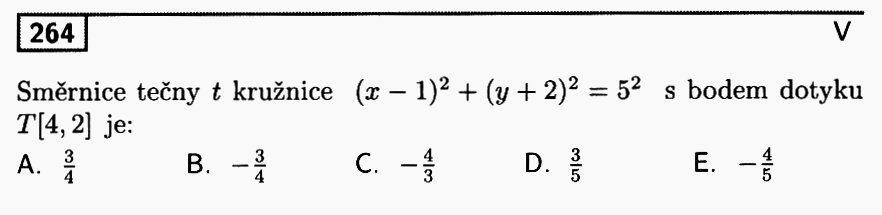 264 V
Směrnice tečny t kružnice (x − 1)² + (y + 2)² = 5² s bodem dotyku
T[4, 2] je:
A. 3/4 B. −3/4 C. −4/3 D. 3/5 E. −4/5